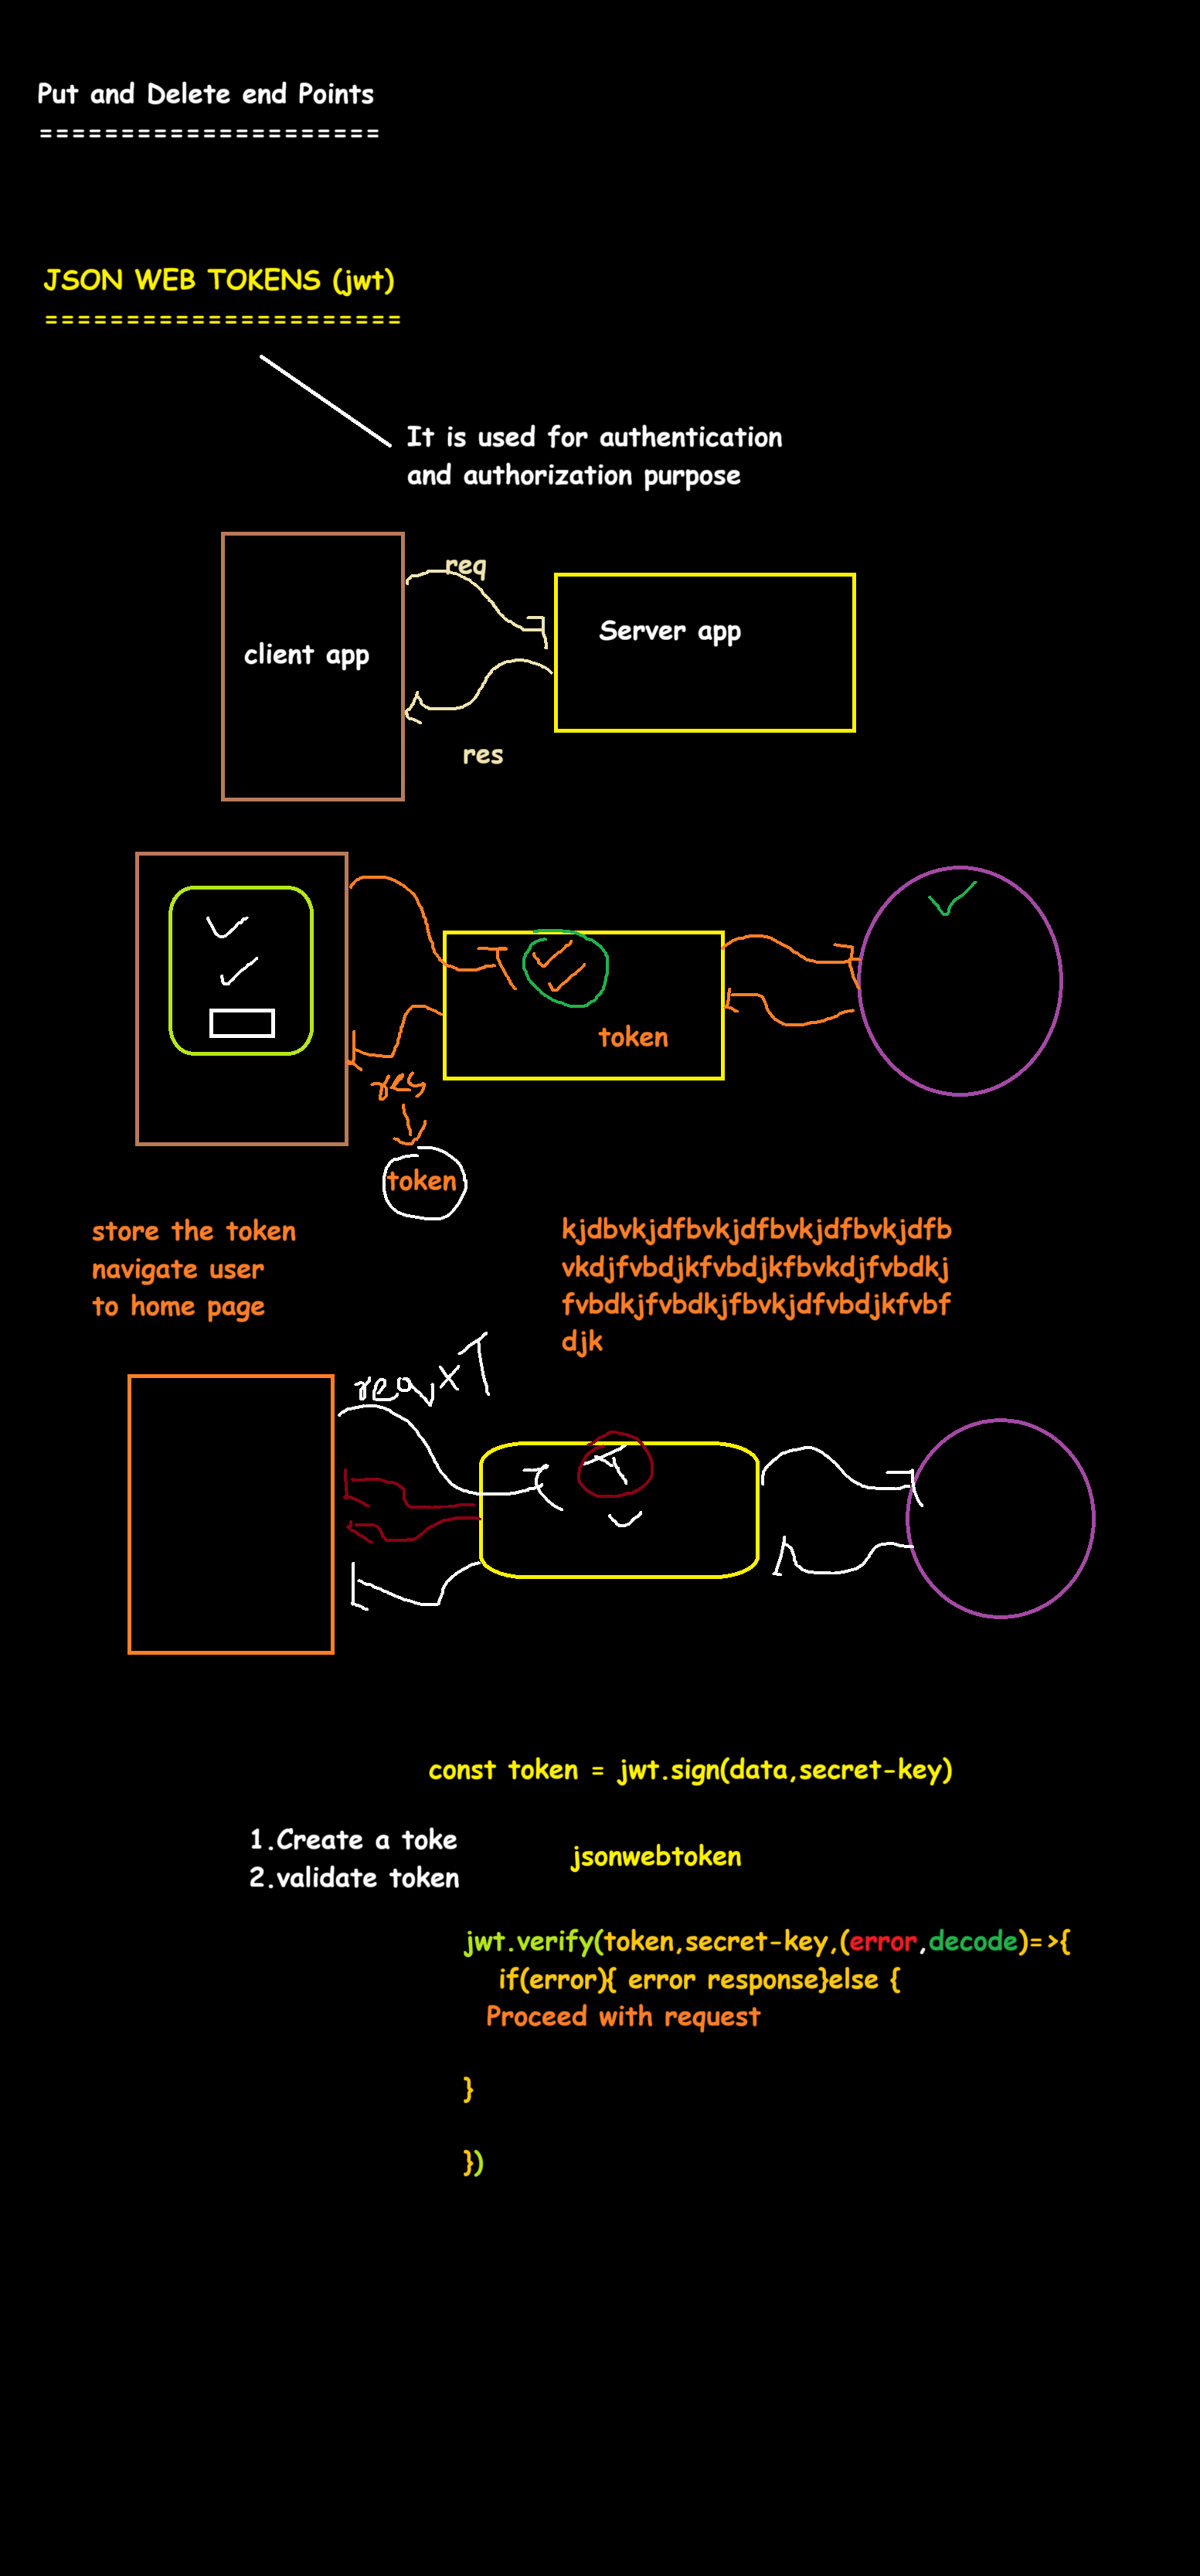 Put and Delete end Points
=====================
JSON WEB TOKENS (jwt)
======================
It is used for authentication
and authorization purpose
req
client app
Server app
res
token
res
token
store the token
navigate user
to home page
kjdbvkjdfbvkjdfbvkjdfbvkjdfb
vkdjfvbdjkfvbdjkfbvkdjfvbdkj
fvbdkjfvbdkjfbvkjdfvbdjkfvbf
djk
req+T
T
const token = jwt.sign(data,secret-key)
1.Create a toke
2.validate token
jsonwebtoken
jwt.verify(token,secret-key,(error,decode)=>{
if(error){ error response}else {
Proceed with request
}
})